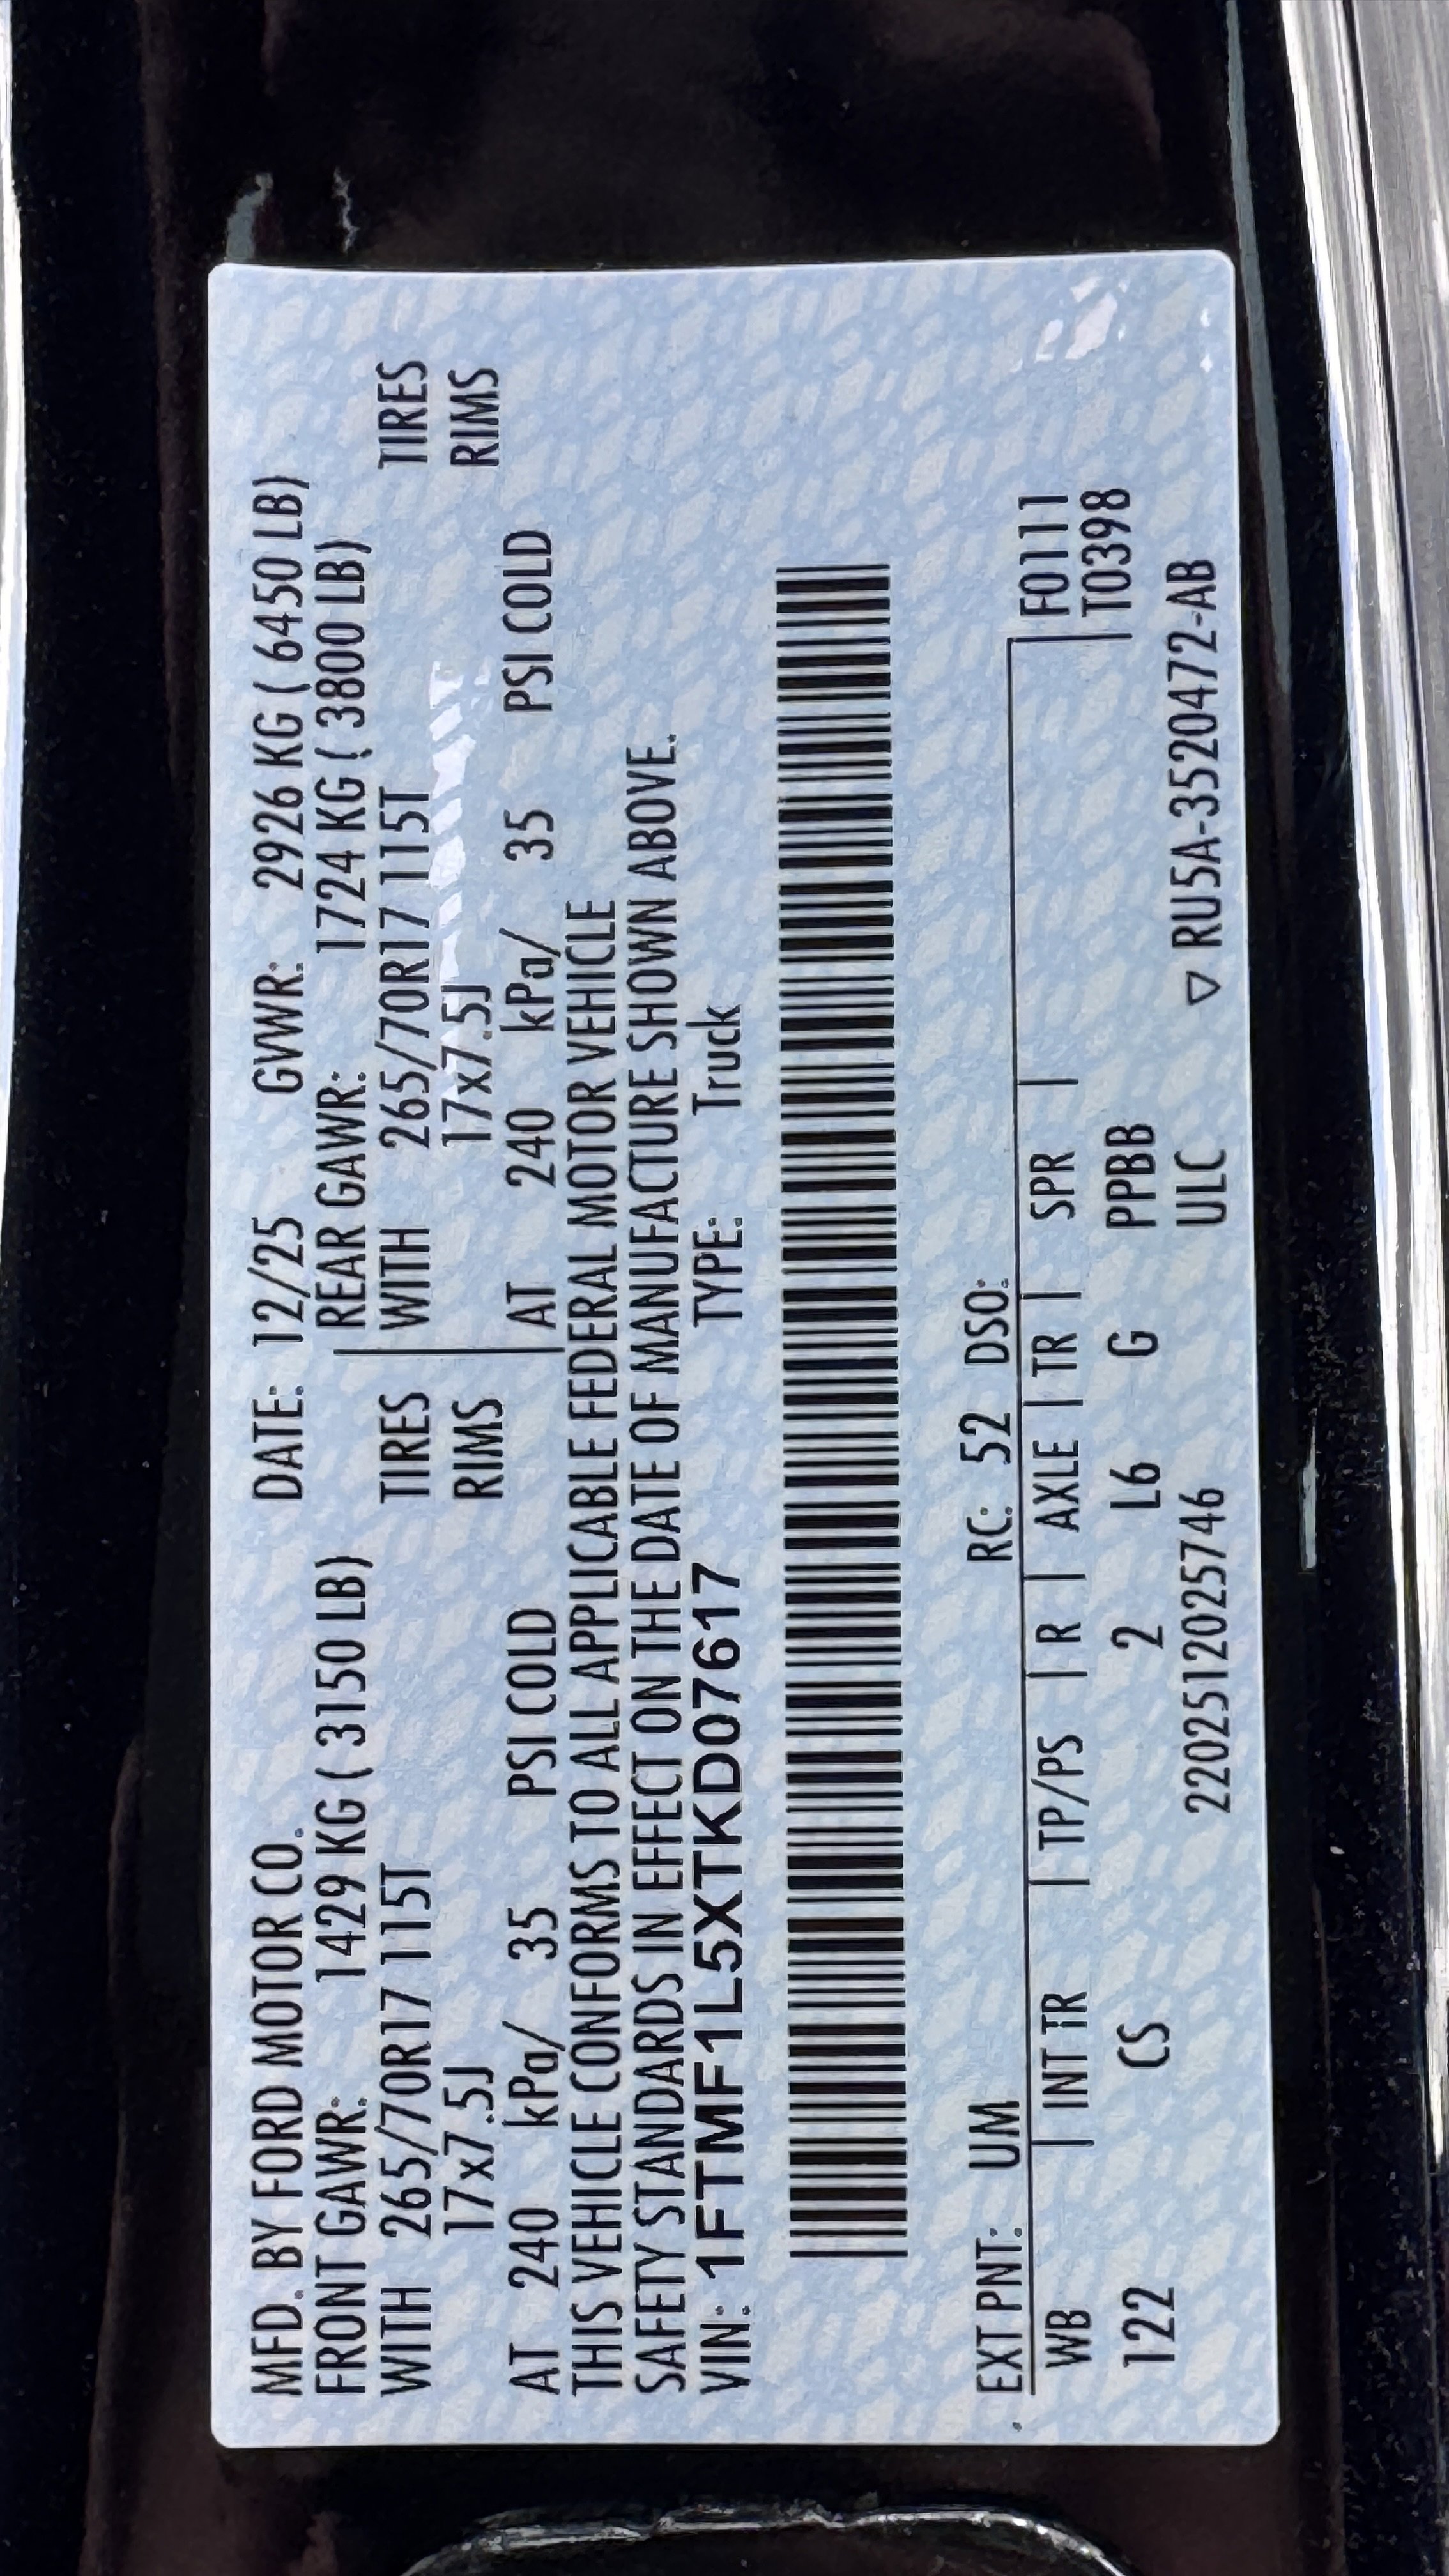 MFD. BY FORD MOTOR CO. DATE: 12/25 GVWR: 2926 KG ( 6450 LB)
FRONT GAWR: 1429 KG ( 3150 LB) REAR GAWR: 1724 KG ( 3800 LB)
WITH 265/70R17 115T TIRES WITH 265/70R17 115T TIRES
17x7.5J RIMS 17x7.5J RIMS
AT 240 kPa/ 35 PSI COLD AT 240 kPa/ 35 PSI COLD
THIS VEHICLE CONFORMS TO ALL APPLICABLE FEDERAL MOTOR VEHICLE
SAFETY STANDARDS IN EFFECT ON THE DATE OF MANUFACTURE SHOWN ABOVE.
VIN: 1FTMF1L5XTKD07617 TYPE: Truck
EXT PNT: UM RC: 52 DSO:
WB | INT TR | TP/PS | R | AXLE | TR | SPR | F0111
122 CS 2 L6 G PPBB T0398
2202512025746 ULC ▽ RU5A-3520472-AB